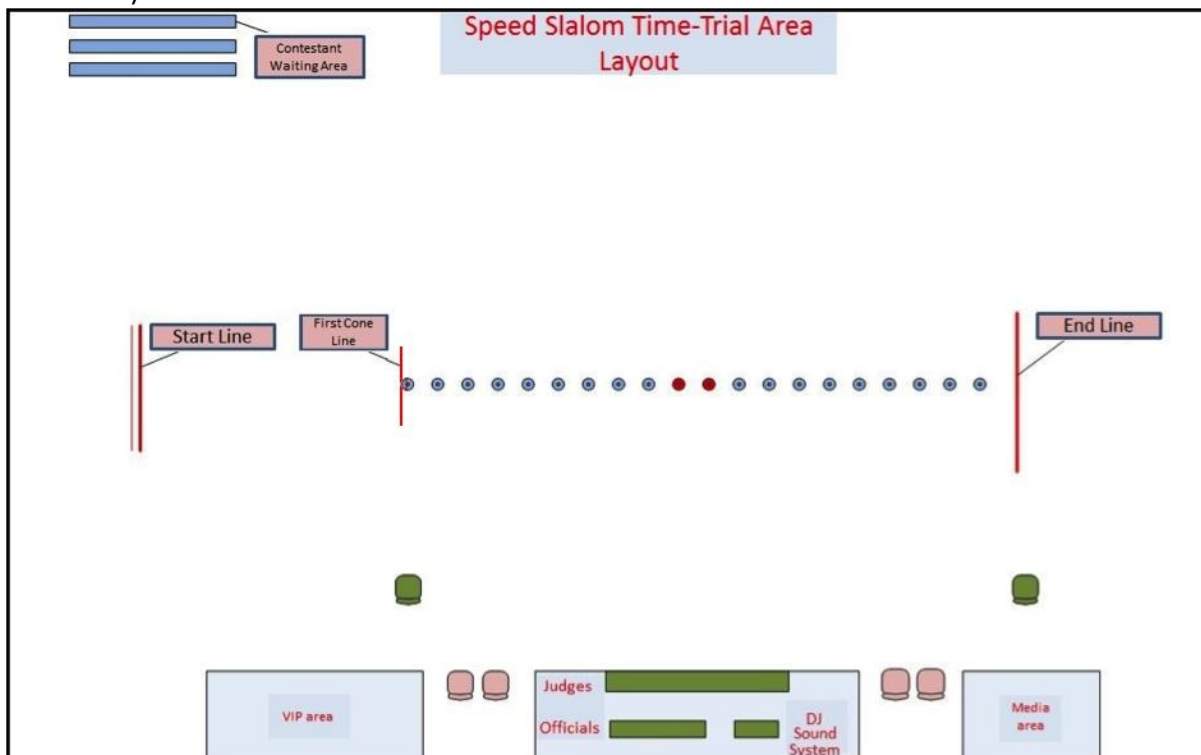 Speed Slalom Time-Trial Area
Layout
Contestant
Waiting Area
Start Line
First Cone
Line
End Line
VIP area
Judges
Officials
DJ
Sound
System
Media
area